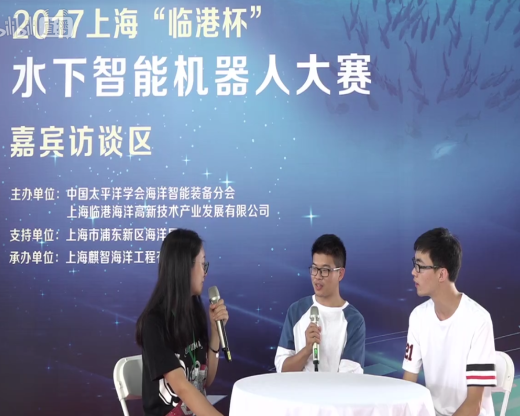 bilibili 直播
2017上海“临港杯”
水下智能机器人大赛
嘉宾访谈区
主办单位：中国太平洋学会海洋智能装备分会
上海临港海洋高新技术产业发展有限公司
支持单位：上海市浦东新区海洋
承办单位：上海麒智海洋工程
21